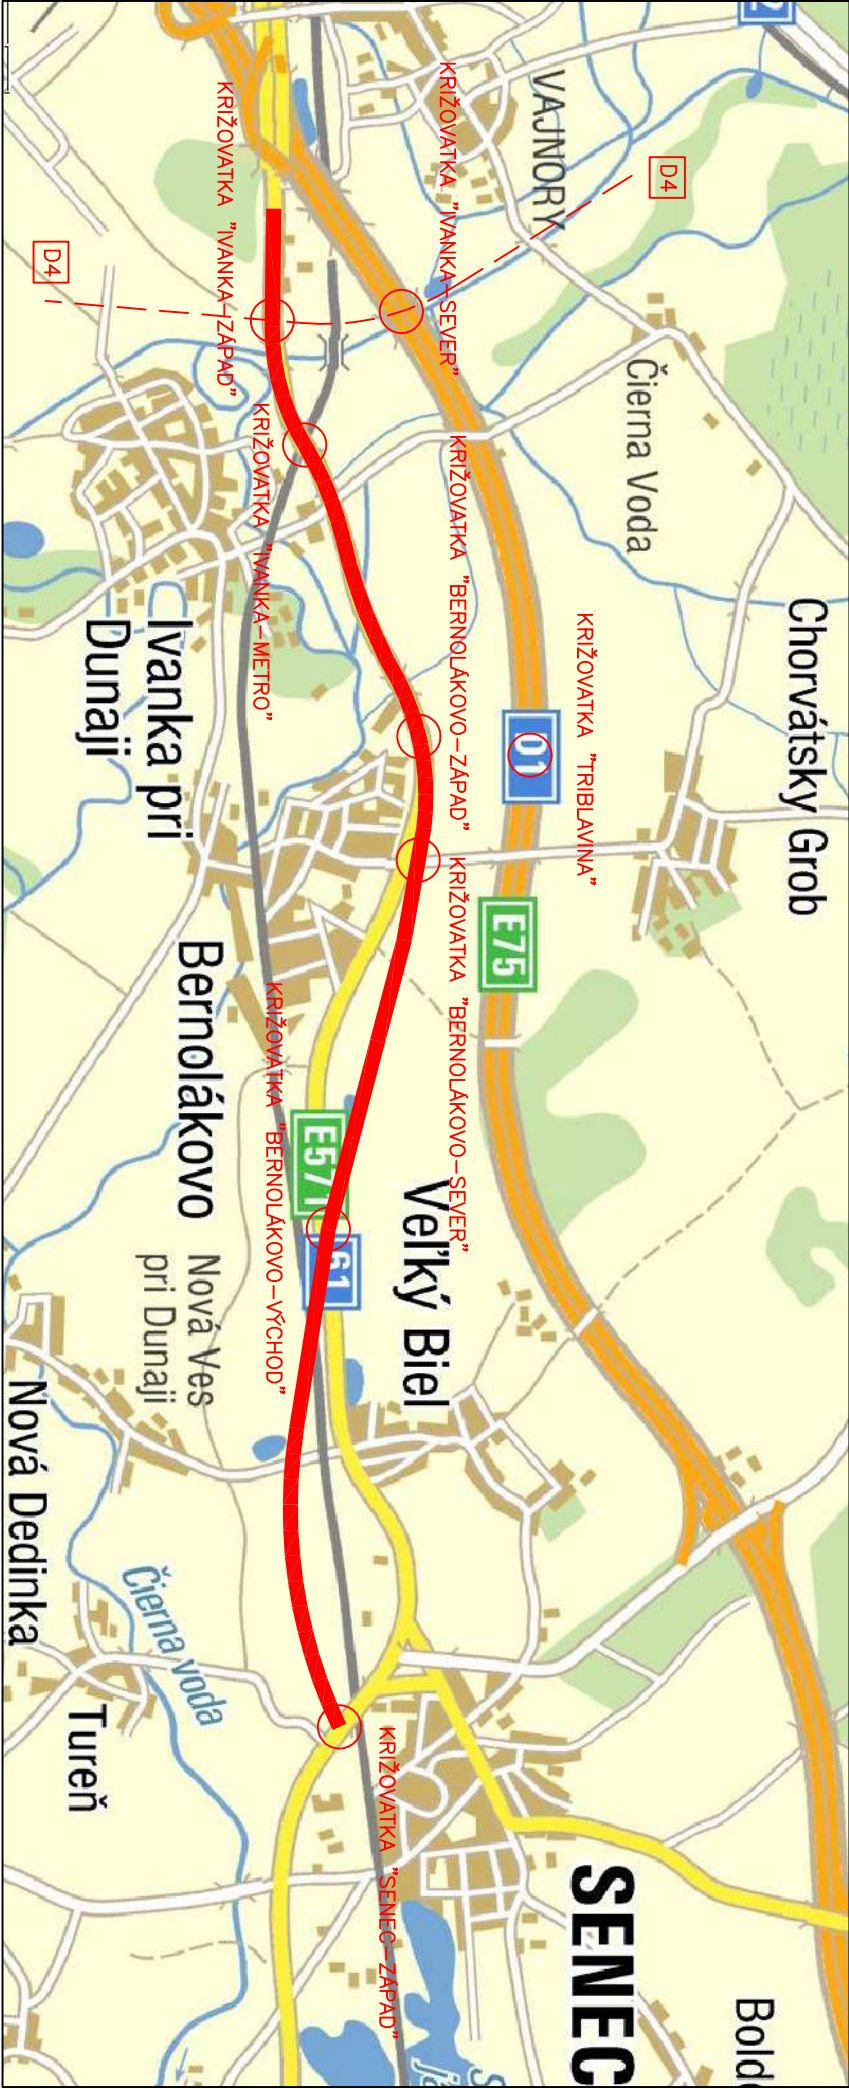 D4
VAJNORY
KRIŽOVATKA "IVANKA–SEVER"
KRIŽOVATKA "IVANKA–ZÁPAD"
D4
Čierna Voda
KRIŽOVATKA "IVANKA–METRO"
KRIŽOVATKA "BERNOLÁKOVO–ZÁPAD"
KRIŽOVATKA "TRIBLAVINA"
Chorvátsky Grob
Ivanka pri
Dunaji
D1
E75
KRIŽOVATKA "BERNOLÁKOVO–SEVER"
Bernolákovo
KRIŽOVATKA "BERNOLÁKOVO–VÝCHOD"
E571
61
Veľký Biel
Nová Ves
pri Dunaji
Nová Dedinka
Čierna voda
Tureň
KRIŽOVATKA "SENEC–ZÁPAD"
SENEC
Bold